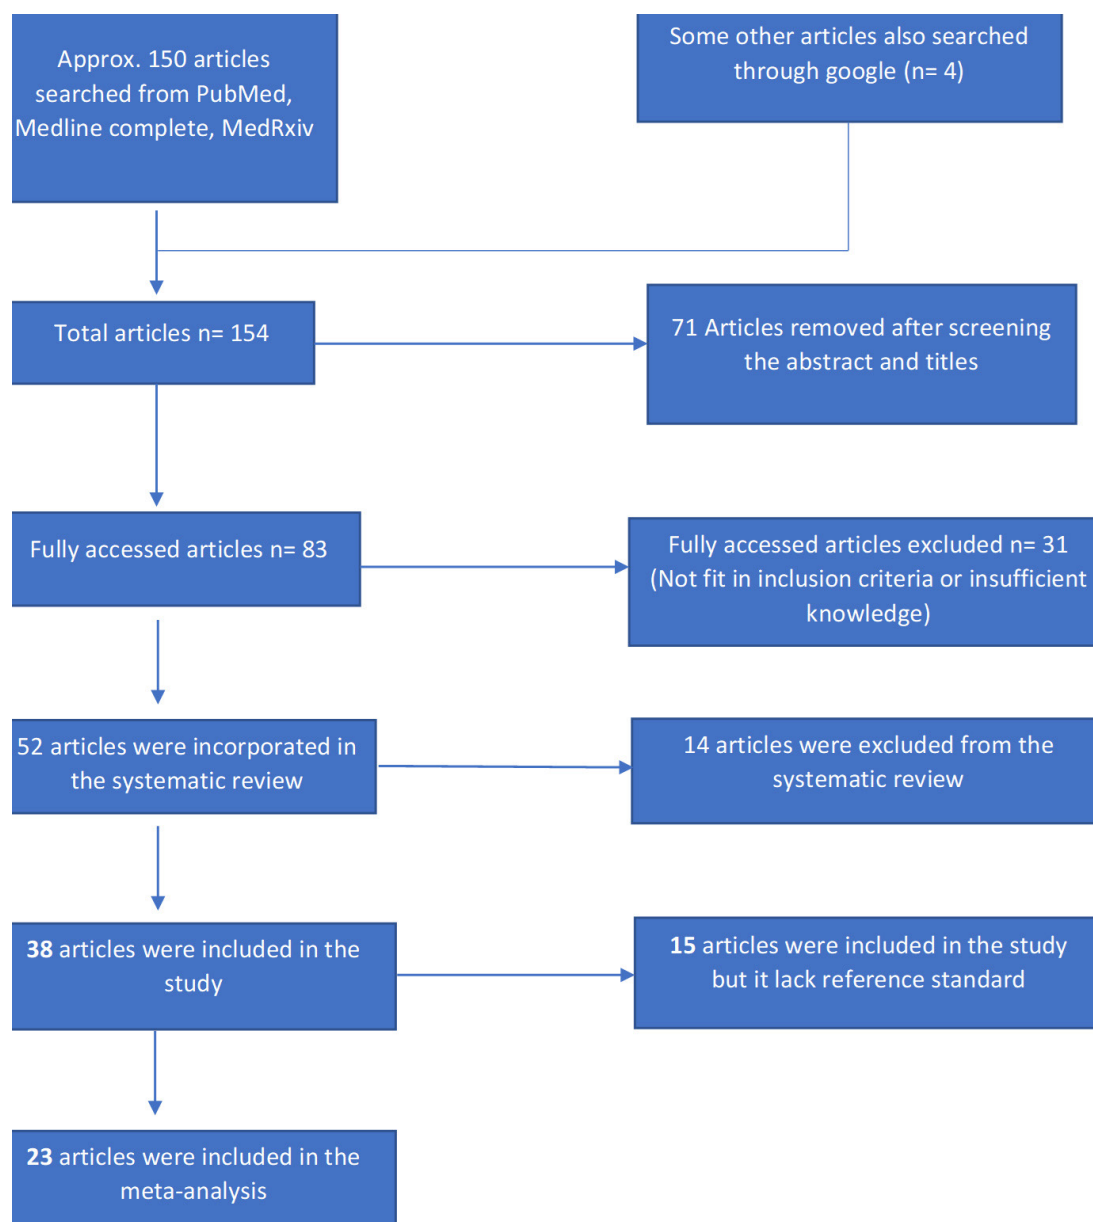 Approx. 150 articles
searched from PubMed,
Medline complete, MedRxiv
Some other articles also searched
through google (n= 4)
Total articles n= 154
71 Articles removed after screening
the abstract and titles
Fully accessed articles n= 83
Fully accessed articles excluded n= 31
(Not fit in inclusion criteria or insufficient
knowledge)
52 articles were incorporated in
the systematic review
14 articles were excluded from the
systematic review
38 articles were included in the
study
15 articles were included in the study
but it lack reference standard
23 articles were included in the
meta-analysis